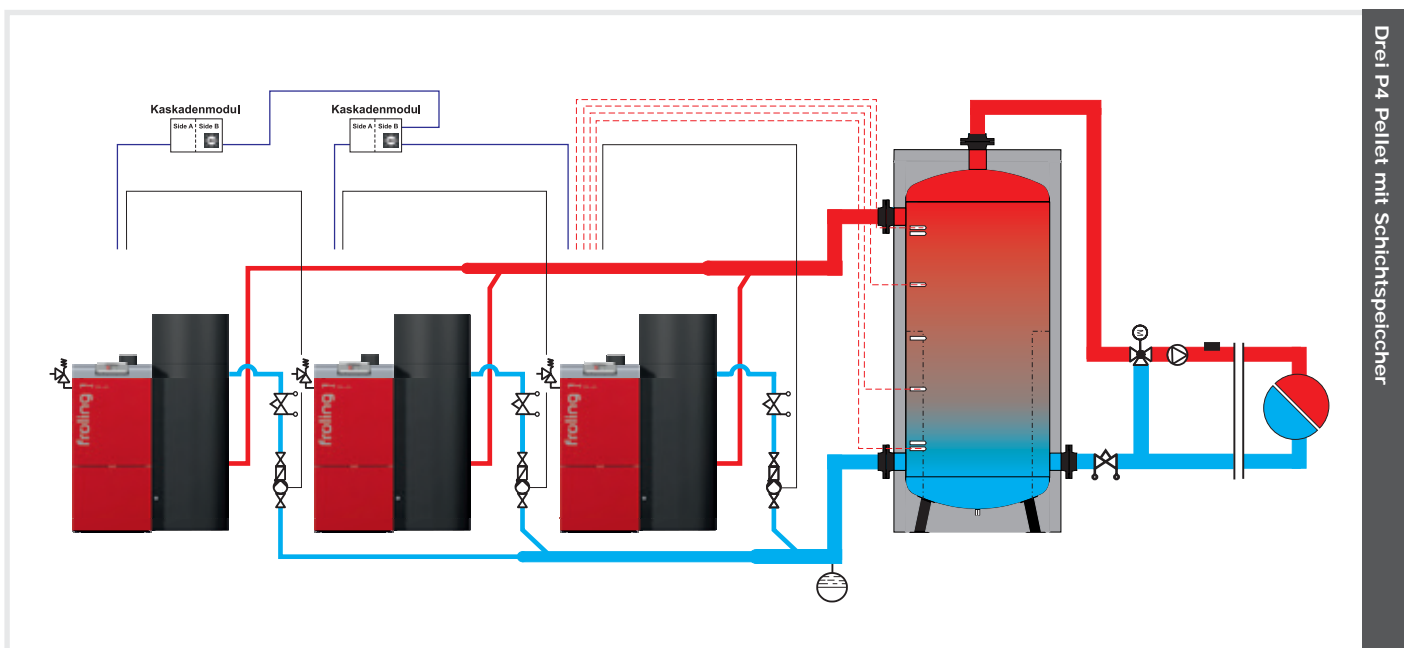 Drei P4 Pellet mit Schichtspeiccher
Kaskadenmodul
Side A
Side B
Kaskadenmodul
Side A
Side B
M
froling
froling
froling